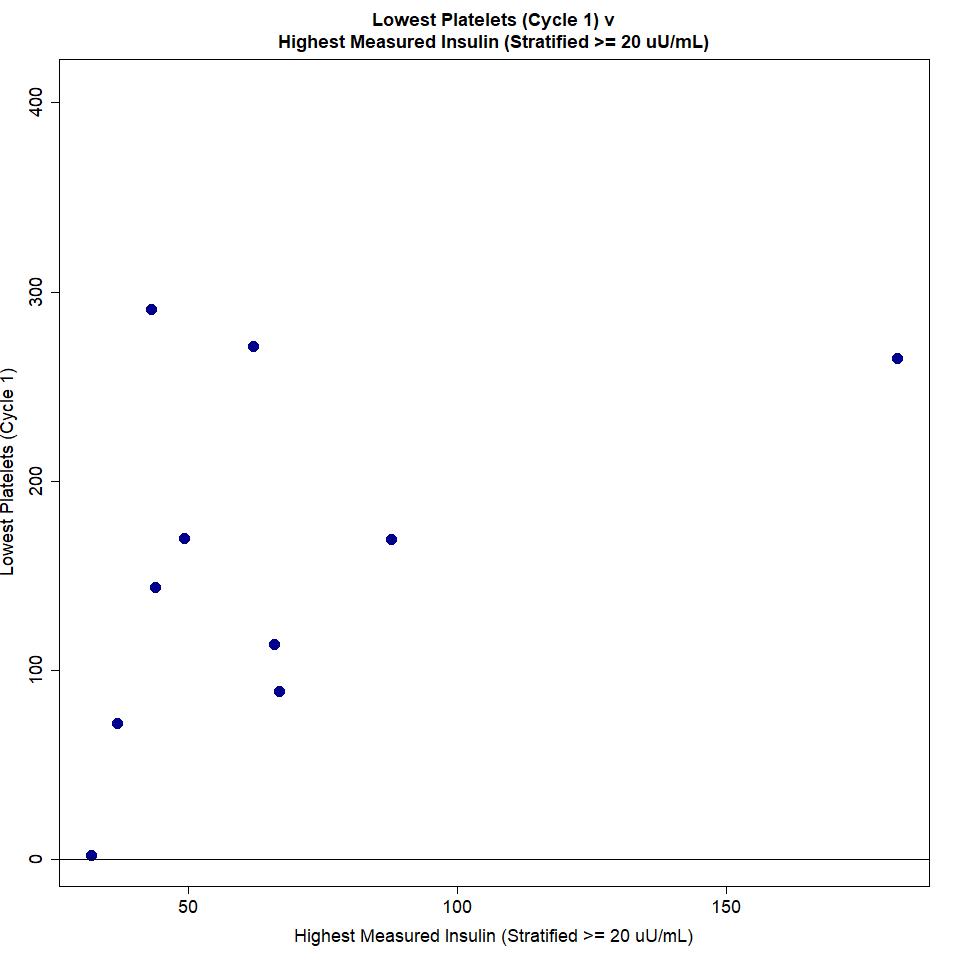 Lowest Platelets (Cycle 1) v
Highest Measured Insulin (Stratified >= 20 uU/mL)
400
300
200
100
0
Lowest Platelets (Cycle 1)
50
100
150
Highest Measured Insulin (Stratified >= 20 uU/mL)